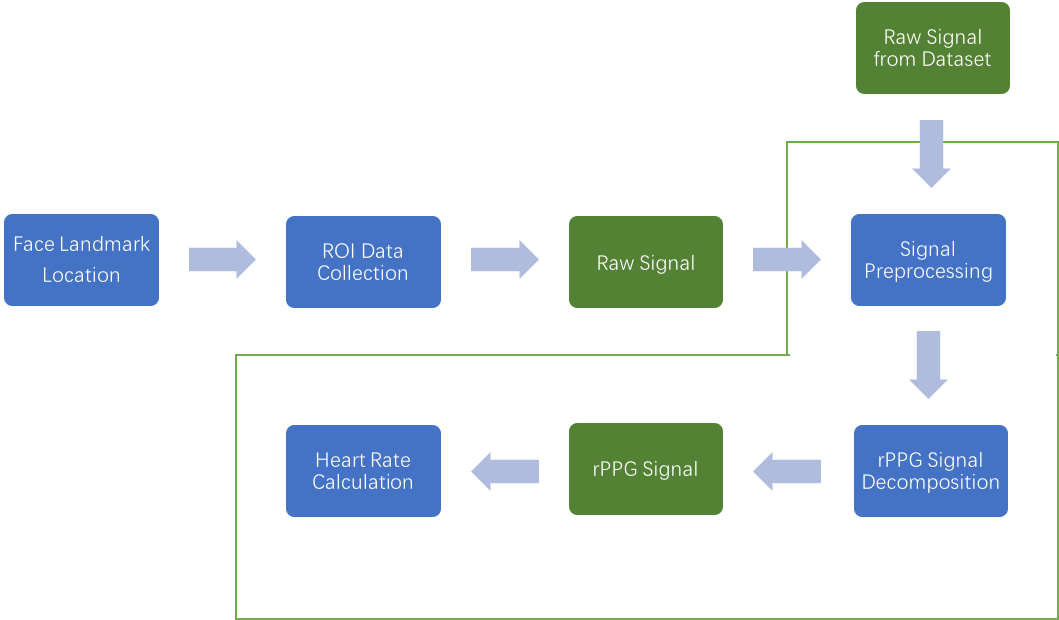 Raw Signal
from Dataset
Face Landmark
Location
ROI Data
Collection
Raw Signal
Signal
Preprocessing
Heart Rate
Calculation
rPPG Signal
rPPG Signal
Decomposition